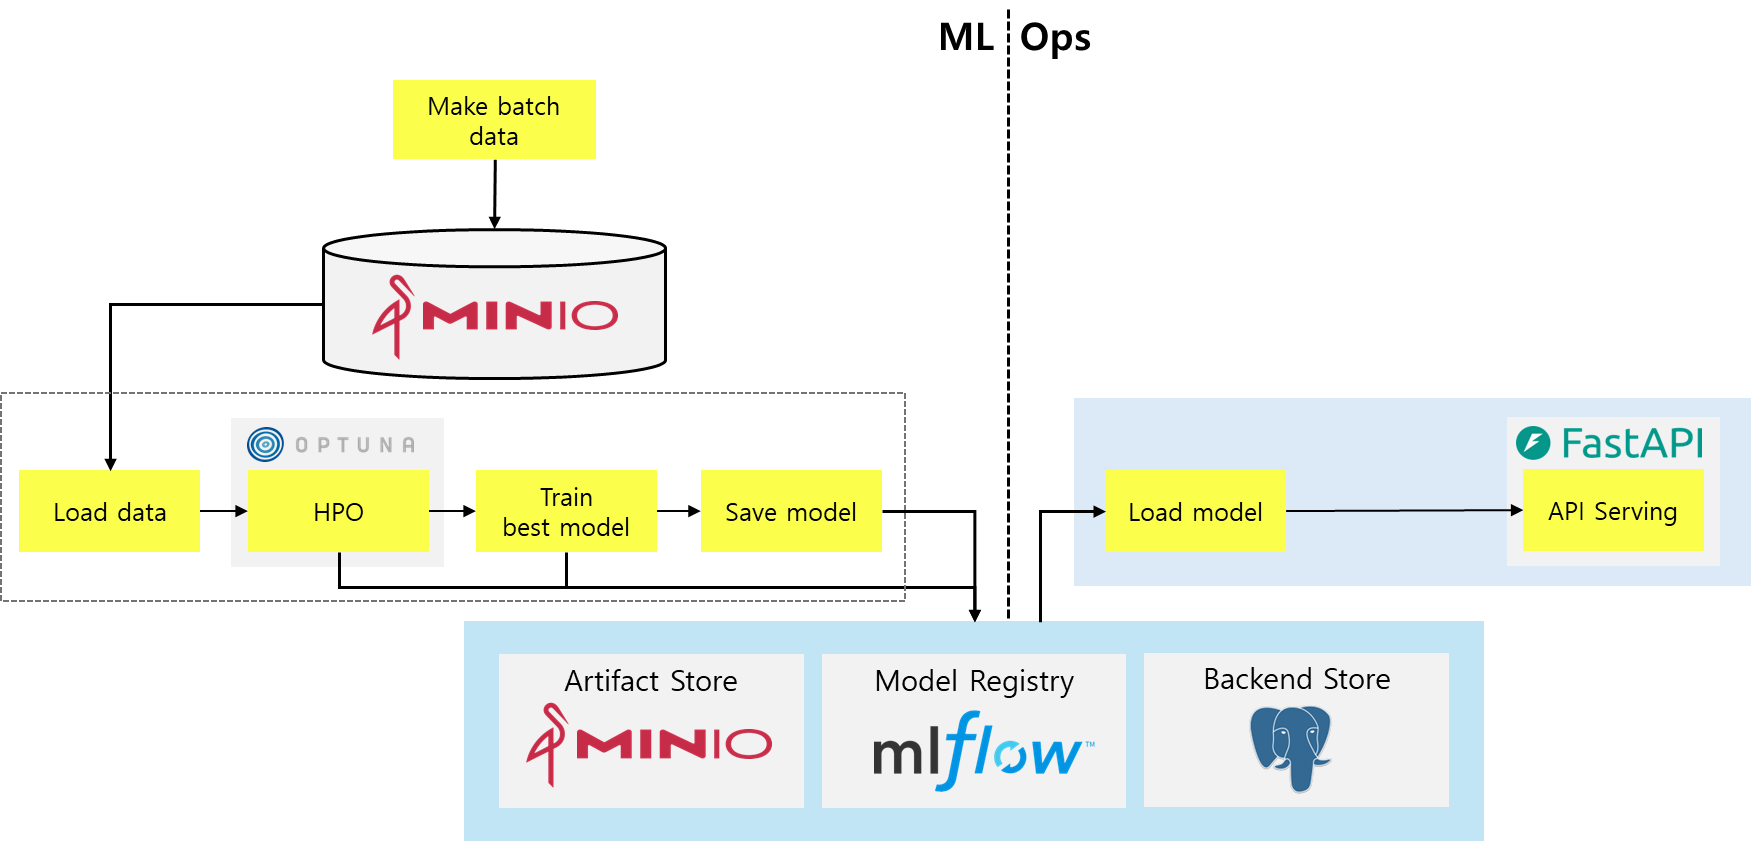 ML Ops
Make batch
data
MINIO
OPTUNA
Load data
HPO
Train
best model
Save model
FastAPI
Load model
API Serving
Artifact Store
MINIO
Model Registry
mlflow™
Backend Store